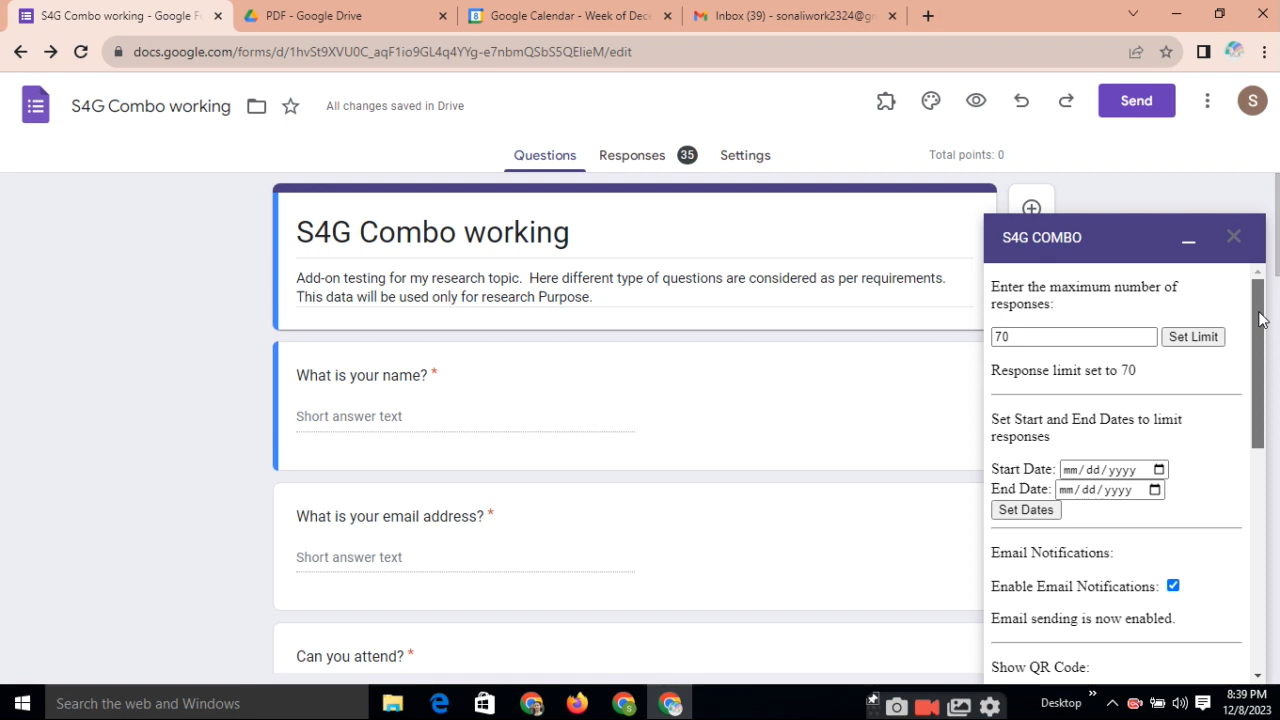 S4G Combo working - Google Fo
PDF - Google Drive
Google Calendar - Week of Dece
Inbox (39) - sonaliwork2324@gm
docs.google.com/forms/d/1hvSt9XVU0C_aqF1io9GL4q4YYg-e7nbmQSbS5QElieM/edit
S4G Combo working
All changes saved in Drive
Send
S
Questions
Responses 35
Settings
Total points: 0
S4G Combo working
Add-on testing for my research topic. Here different type of questions are considered as per requirements.
This data will be used only for research Purpose.
What is your name? *
Short answer text
What is your email address? *
Short answer text
Can you attend? *
S4G COMBO
Enter the maximum number of
responses:
70 Set Limit
Response limit set to 70
Set Start and End Dates to limit
responses
Start Date: mm/dd/yyyy
End Date: mm/dd/yyyy
Set Dates
Email Notifications:
Enable Email Notifications:
Email sending is now enabled.
Show QR Code:
Search the web and Windows
Desktop
8:39 PM
12/8/2023